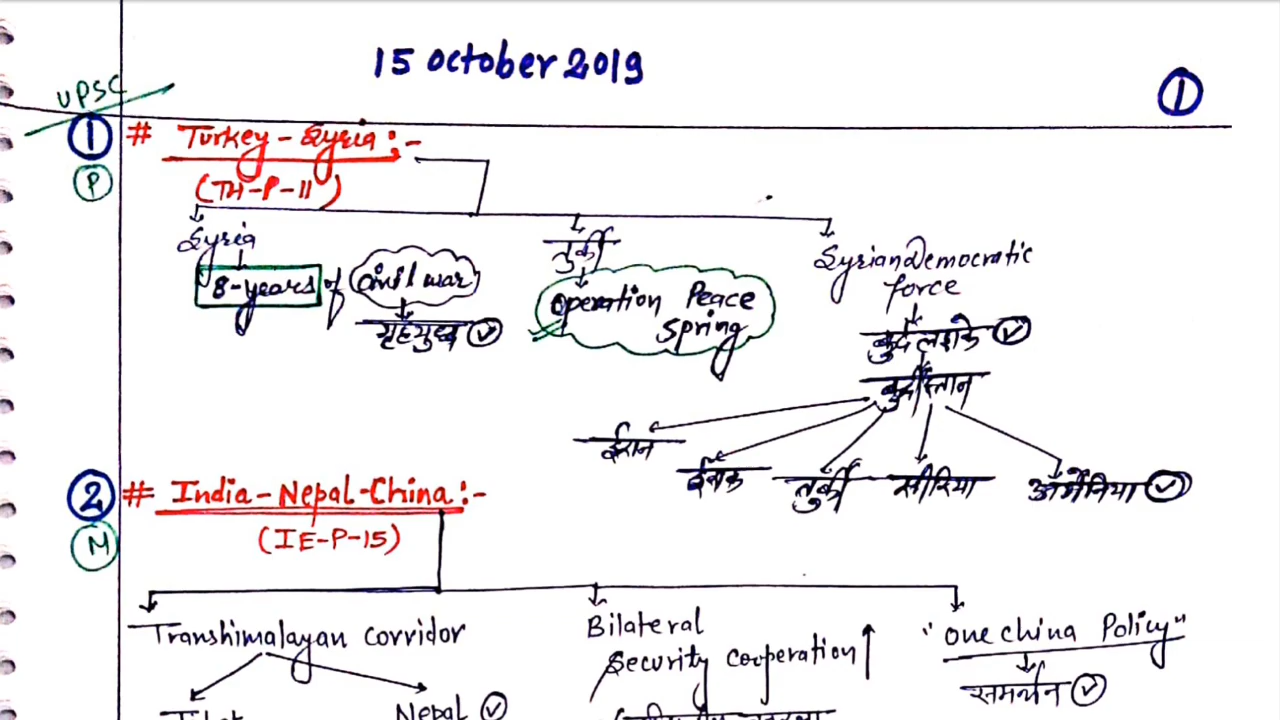 15 October 2019
1
UPSC
1 # Turkey-Syria:-
P
(TH-P-11)
Syria
तुर्की
Syrian Democratic
force
8-years of civil war
Operation Peace
Spring
गृहयुद्ध
कुर्द लड़ाके
कुर्दीस्तान
ईरान
ईराक
तुर्की
सीरिया
आर्मेनिया
2 # India-Nepal-China:-
M
(IE-P-15)
Transhimalayan corridor
Bilateral
Security cooperation
"One china Policy"
समर्थन
Tibet
Nepal